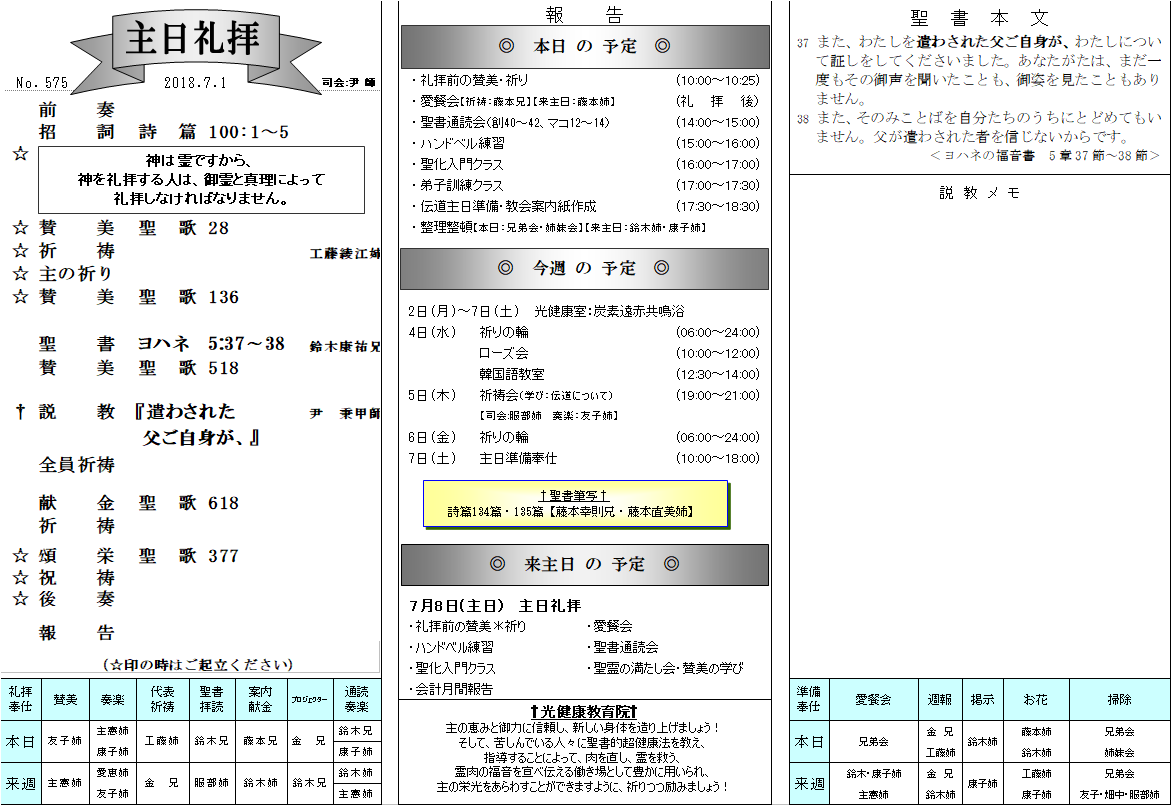 主日礼拝
No. 575 2018.7.1 司会:尹 師
前 奏
招 詞 詩 篇 100:1~5
☆
神は霊ですから、
神を礼拝する人は、御霊と真理によって
礼拝しなければなりません。
☆ 賛 美 聖 歌 28
☆ 祈 祷 工藤綾江姉
☆ 主の祈り
☆ 賛 美 聖 歌 136
聖 書 ヨハネ 5:37~38 鈴木康祐兄
賛 美 聖 歌 518
† 説 教 『遣わされた 尹 秉甲師
父ご自身が、』
全員祈祷
献 金 聖 歌 618
祈 祷
☆ 頌 栄 聖 歌 377
☆ 祝 祷
☆ 後 奏
報 告
(☆印の時はご起立ください)
礼拝奉仕 賛美 奏楽 代表祈祷 聖書拝読 案内献金 プロジェクター 通読奏楽
本日 友子姉 主憲姉 康子姉 工藤姉 鈴木兄 藤本兄 金 兄 鈴木兄 康子姉
来週 主憲姉 愛恵姉 友子姉 金 兄 服部姉 鈴木姉 鈴木兄 鈴木姉 主憲姉
報 告
◎ 本日 の 予定 ◎
・礼拝前の賛美・祈り (10:00~10:25)
・愛餐会【祈祷:藤本兄】【来主日:藤本姉】 (礼 拝 後)
・聖書通読会(創40~42、マコ12~14) (14:00~15:00)
・ハンドベル練習 (15:00~16:00)
・聖化入門クラス (16:00~17:00)
・弟子訓練クラス (17:00~17:30)
・伝道主日準備・教会案内紙作成 (17:30~18:30)
・整理整頓【本日:兄弟会・姉妹会】【来主日:鈴木姉・康子姉】
◎ 今週 の 予定 ◎
2日(月)~7日(土) 光健康室:炭素遠赤共鳴浴
4日(水) 祈りの輪 (06:00~24:00)
ローズ会 (10:00~12:00)
韓国語教室 (12:30~14:00)
5日(木) 祈祷会(学び:伝道について) (19:00~21:00)
【司会:服部姉 奏楽:友子姉】
6日(金) 祈りの輪 (06:00~24:00)
7日(土) 主日準備奉仕 (10:00~18:00)
†聖書筆写†
詩篇134篇・135篇【藤本幸則兄・藤本直美姉】
◎ 来主日 の 予定 ◎
7月8日(主日) 主日礼拝
・礼拝前の賛美*祈り ・愛餐会
・ハンドベル練習 ・聖書通読会
・聖化入門クラス ・聖霊の満たし会・賛美の学び
・会計月間報告
†光健康教育院†
主の恵みと御力に信頼し、新しい身体を造り上げましょう!
そして、苦しんでいる人々に聖書的超健康法を教え、
指導することによって、肉を直し、霊を救う、
霊肉の福音を宣べ伝える働き場として豊かに用いられ、
主の栄光をあらわすことができますように、祈りつつ励みましょう!
聖 書 本 文
37 また、わたしを遣わされた父ご自身が、わたしについ
て証しをしてくださいました。あなたがたは、まだ一
度もその御声を聞いたことも、御姿を見たこともあり
ません。
38 また、そのみことばを自分たちのうちにとどめてもい
ません。父が遣わされた者を信じないからです。
<ヨハネの福音書 5章37節~38節>
説 教 メ モ
準備奉仕 愛餐会 週報 掲示 お花 掃除
本日 兄弟会 金 兄 工藤姉 鈴木姉 藤本姉 鈴木姉 兄弟会 姉妹会
来週 鈴木・康子姉 主憲姉 金 兄 鈴木姉 康子姉 工藤姉 康子姉 兄弟会 友子・畑中・服部姉